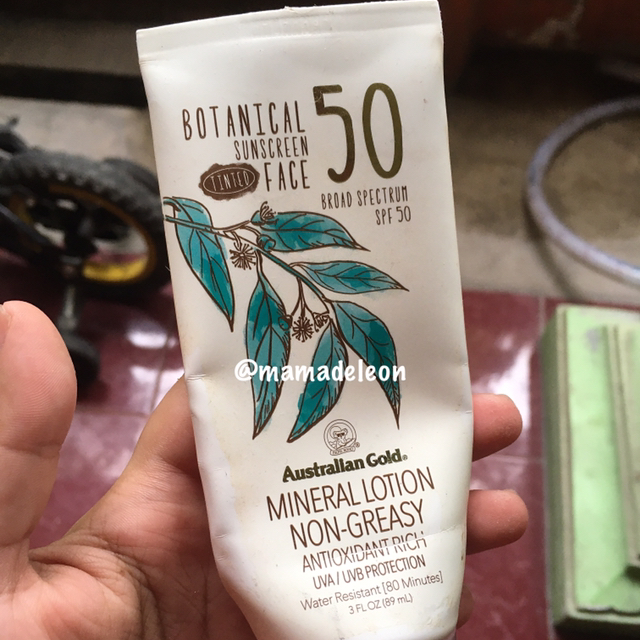 BOTANICAL
SUNSCREEN
TINTED FACE
50
BROAD SPECTRUM
SPF 50
@mamadeleon
Australian Gold®
MINERAL LOTION
NON-GREASY
ANTIOXIDANT RICH
UVA/UVB PROTECTION
Water Resistant [80 Minutes]
3 FL OZ (89 mL)